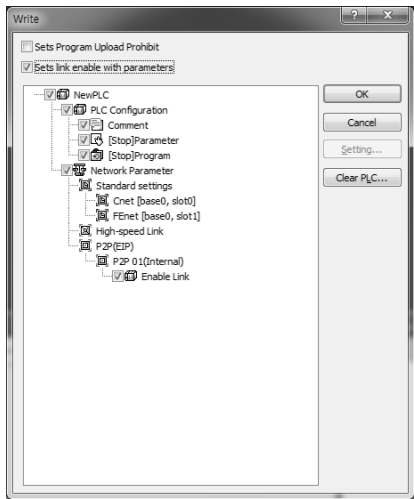 Write
Sets Program Upload Prohibit
Sets link enable with parameters
NewPLC
PLC Configuration
Comment
[Stop]Parameter
[Stop]Program
Network Parameter
Standard settings
Cnet [base0, slot0]
FEnet [base0, slot1]
High-speed Link
P2P(EIP)
P2P 01(Internal)
Enable Link
OK
Cancel
Setting...
Clear PLC...